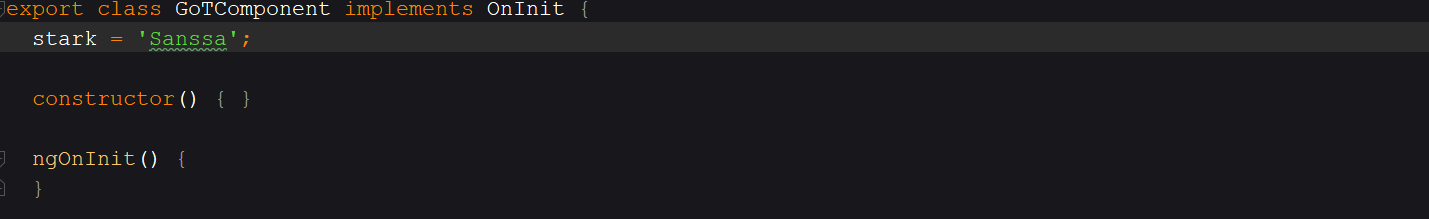 export class GoTComponent implements OnInit {
stark = 'Sanssa';
constructor() { }
ngOnInit() {
}